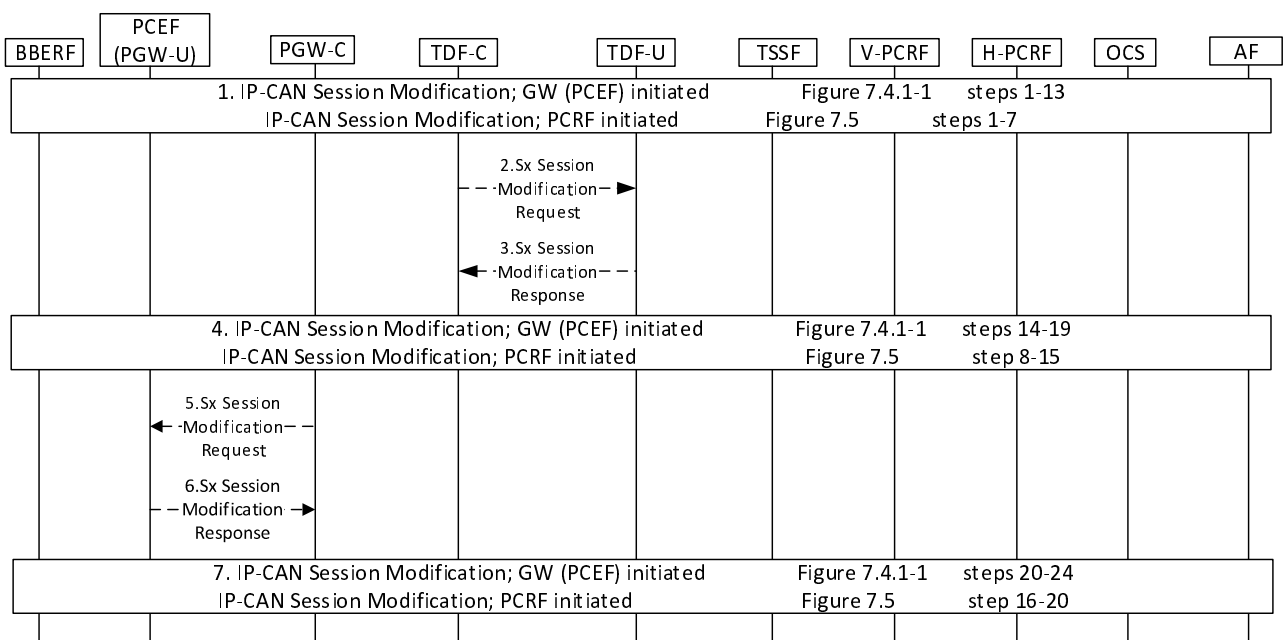 PCEF
(PGW-U)
BBERF
PGW-C
TDF-C
TDF-U
TSSF
V-PCRF
H-PCRF
OCS
AF
1. IP-CAN Session Modification; GW (PCEF) initiated Figure 7.4.1-1 steps 1-13
IP-CAN Session Modification; PCRF initiated Figure 7.5 steps 1-7
2.Sx Session
Modification
Request
3.Sx Session
Modification
Response
4. IP-CAN Session Modification; GW (PCEF) initiated Figure 7.4.1-1 steps 14-19
IP-CAN Session Modification; PCRF initiated Figure 7.5 step 8-15
5.Sx Session
Modification
Request
6.Sx Session
Modification
Response
7. IP-CAN Session Modification; GW (PCEF) initiated Figure 7.4.1-1 steps 20-24
IP-CAN Session Modification; PCRF initiated Figure 7.5 step 16-20